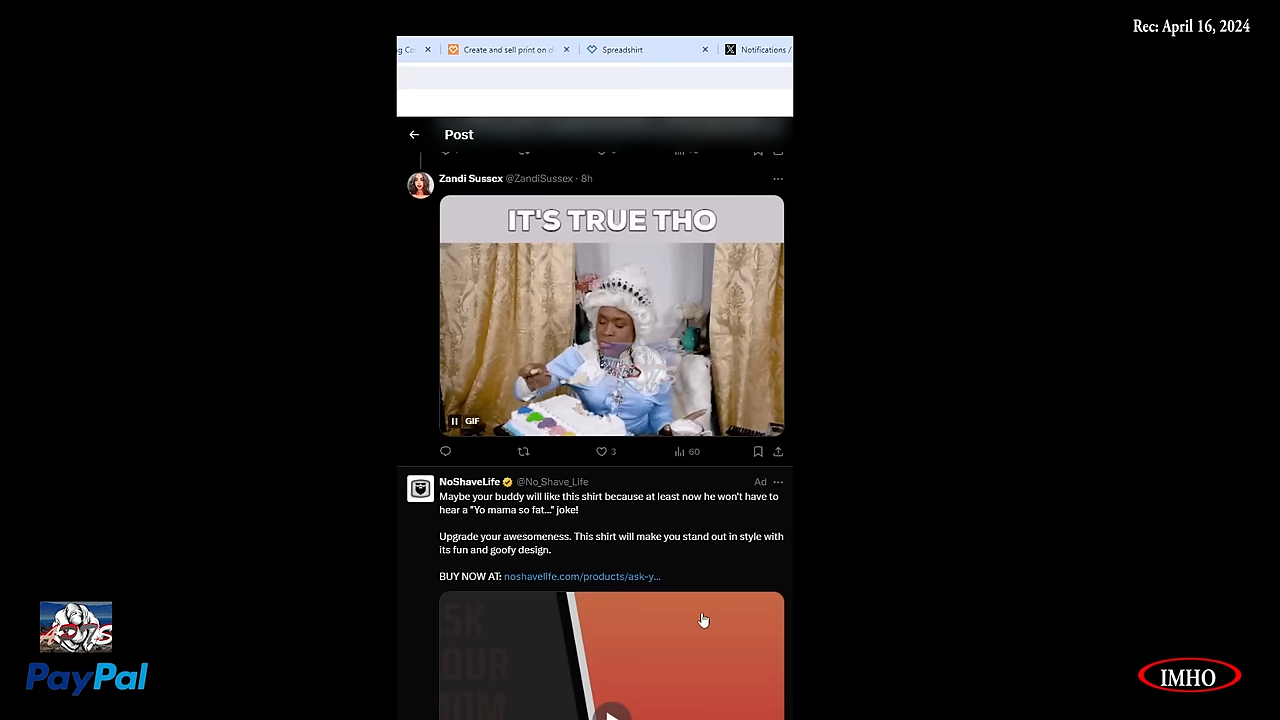 Rec: April 16, 2024
Create and sell print on d
Spreadshirt
Notifications /
Post
Zandi Sussex @ZandiSussex · 8h
IT'S TRUE THO
GIF
3
60
NoShaveLife @No_Shave_Life
Ad
Maybe your buddy will like this shirt because at least now he won't have to
hear a "Yo mama so fat..." joke!
Upgrade your awesomeness. This shirt will make you stand out in style with
its fun and goofy design.
BUY NOW AT: noshavelife.com/products/ask-y...
SK
OUR
MOM
PayPal
IMHO